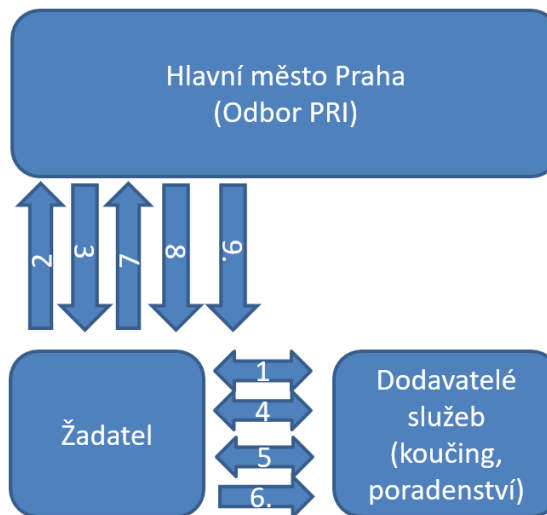 Hlavní město Praha
(Odbor PRI)
2
3
7
8
9.
1
4
5
6.
Žadatel
Dodavatelé
služeb
(koučing,
poradenství)